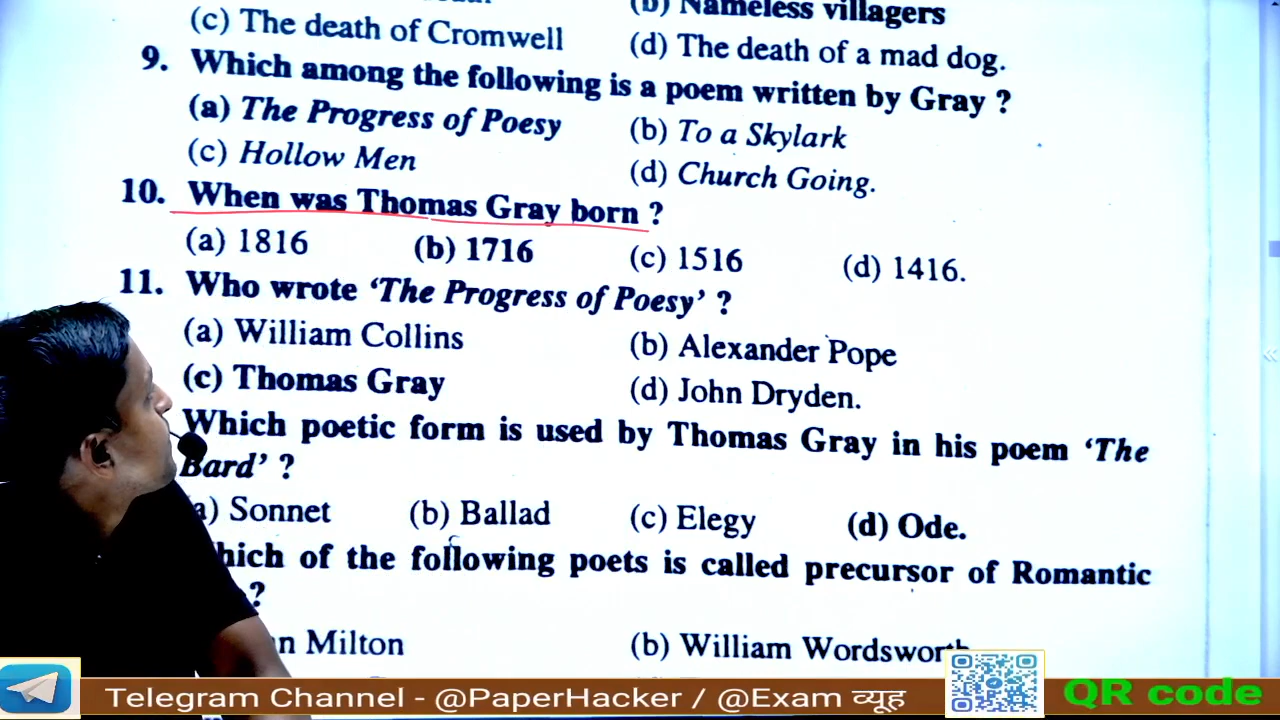 (b) Nameless villagers
(c) The death of Cromwell (d) The death of a mad dog.
9. Which among the following is a poem written by Gray ?
(a) The Progress of Poesy (b) To a Skylark
(c) Hollow Men (d) Church Going.
10. When was Thomas Gray born ?
(a) 1816 (b) 1716 (c) 1516 (d) 1416.
11. Who wrote ‘The Progress of Poesy’ ?
(a) William Collins (b) Alexander Pope
(c) Thomas Gray (d) John Dryden.
Which poetic form is used by Thomas Gray in his poem ‘The
Bard’ ?
a) Sonnet (b) Ballad (c) Elegy (d) Ode.
hich of the following poets is called precursor of Romantic
?
n Milton (b) William Wordsworth
Telegram Channel - @PaperHacker / @Exam व्यूह QR code